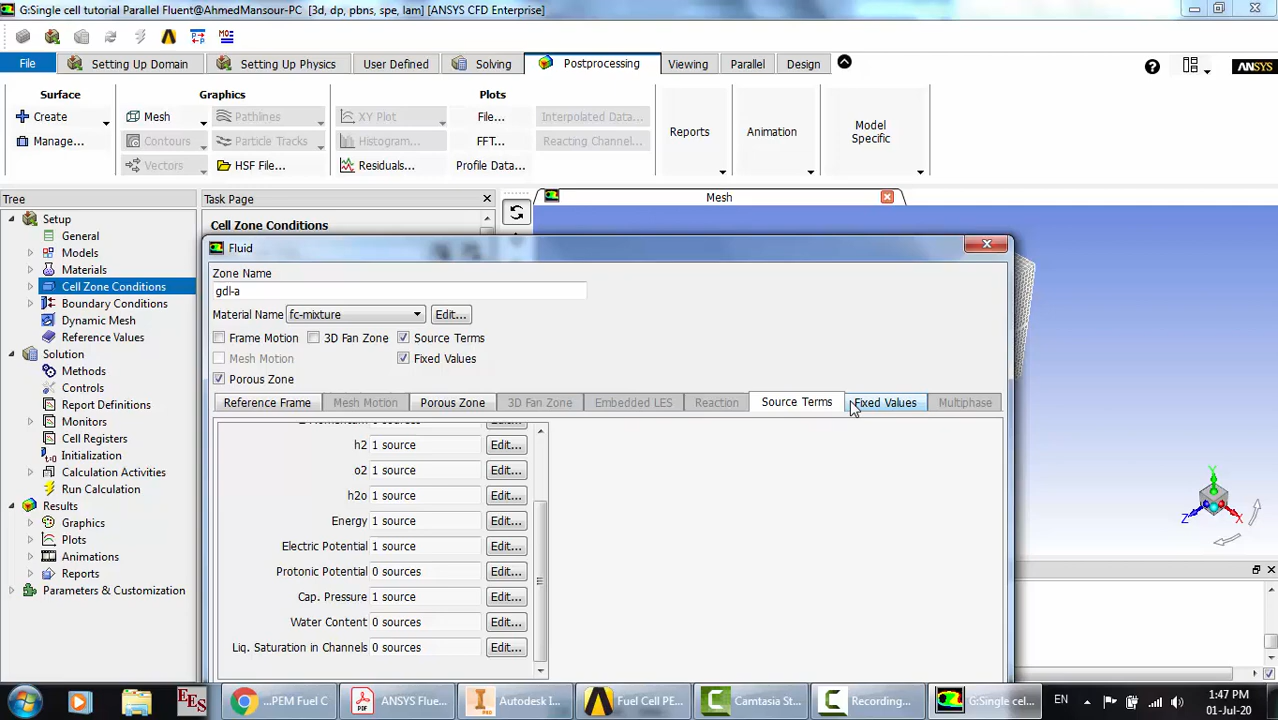 G:Single cell tutorial Parallel Fluent@AhmedMansour-PC [3d, dp, pbns, spe, lam] [ANSYS CFD Enterprise]
File Setting Up Domain Setting Up Physics User Defined Solving Postprocessing Viewing Parallel Design ANSYS
Surface Graphics Plots
Create Mesh Pathlines XY Plot File... Interpolated Data...
Manage... Contours Particle Tracks Histogram... FFT... Reacting Channel...
Vectors HSF File... Residuals... Profile Data...
Reports Animation Model
Specific
Tree Task Page Mesh
Setup
General
Models
Materials
Cell Zone Conditions
Boundary Conditions
Dynamic Mesh
Reference Values
Solution
Methods
Controls
Report Definitions
Monitors
Cell Registers
Initialization
Calculation Activities
Run Calculation
Results
Graphics
Plots
Animations
Reports
Parameters & Customization
Cell Zone Conditions
Fluid
Zone Name
gdl-a
Material Name fc-mixture Edit...
Frame Motion 3D Fan Zone Source Terms
Mesh Motion Fixed Values
Porous Zone
Reference Frame Mesh Motion Porous Zone 3D Fan Zone Embedded LES Reaction Source Terms Fixed Values Multiphase
h2 1 source Edit...
o2 1 source Edit...
h2o 1 source Edit...
Energy 1 source Edit...
Electric Potential 1 source Edit...
Protonic Potential 0 sources Edit...
Cap. Pressure 1 source Edit...
Water Content 0 sources Edit...
Liq. Saturation in Channels 0 sources Edit...
Y
Z
X
EES ...PEM Fuel C ANSYS Flue... Autodesk I... Fuel Cell PE... Camtasia St... Recording... G:Single cel... EN 1:47 PM
01-Jul-20